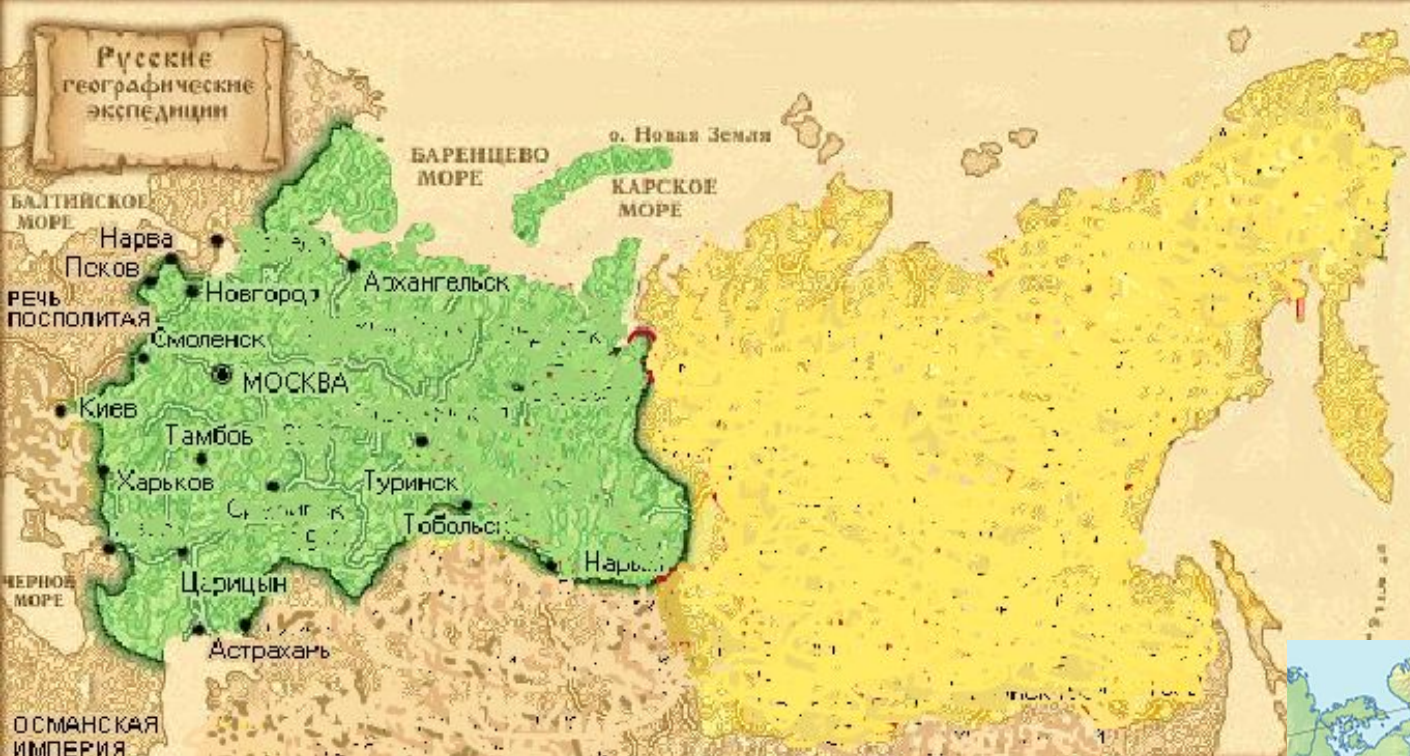 Русские
географические
экспедиции
о. Новая Земля
БАРЕНЦЕВО
МОРЕ
КАРСКОЕ
МОРЕ
БАЛТИЙСКОЕ
МОРЕ
Нарва
Псков
Новгород
Архангельск
РЕЧЬ
ПОСПОЛИТАЯ
Смоленск
МОСКВА
Киев
Тамбов
Харьков
Туринск
Тобольск
Царицын
ЧЕРНОЕ
МОРЕ
Астрахань
ОСМАНСКАЯ
ИМПЕРИЯ